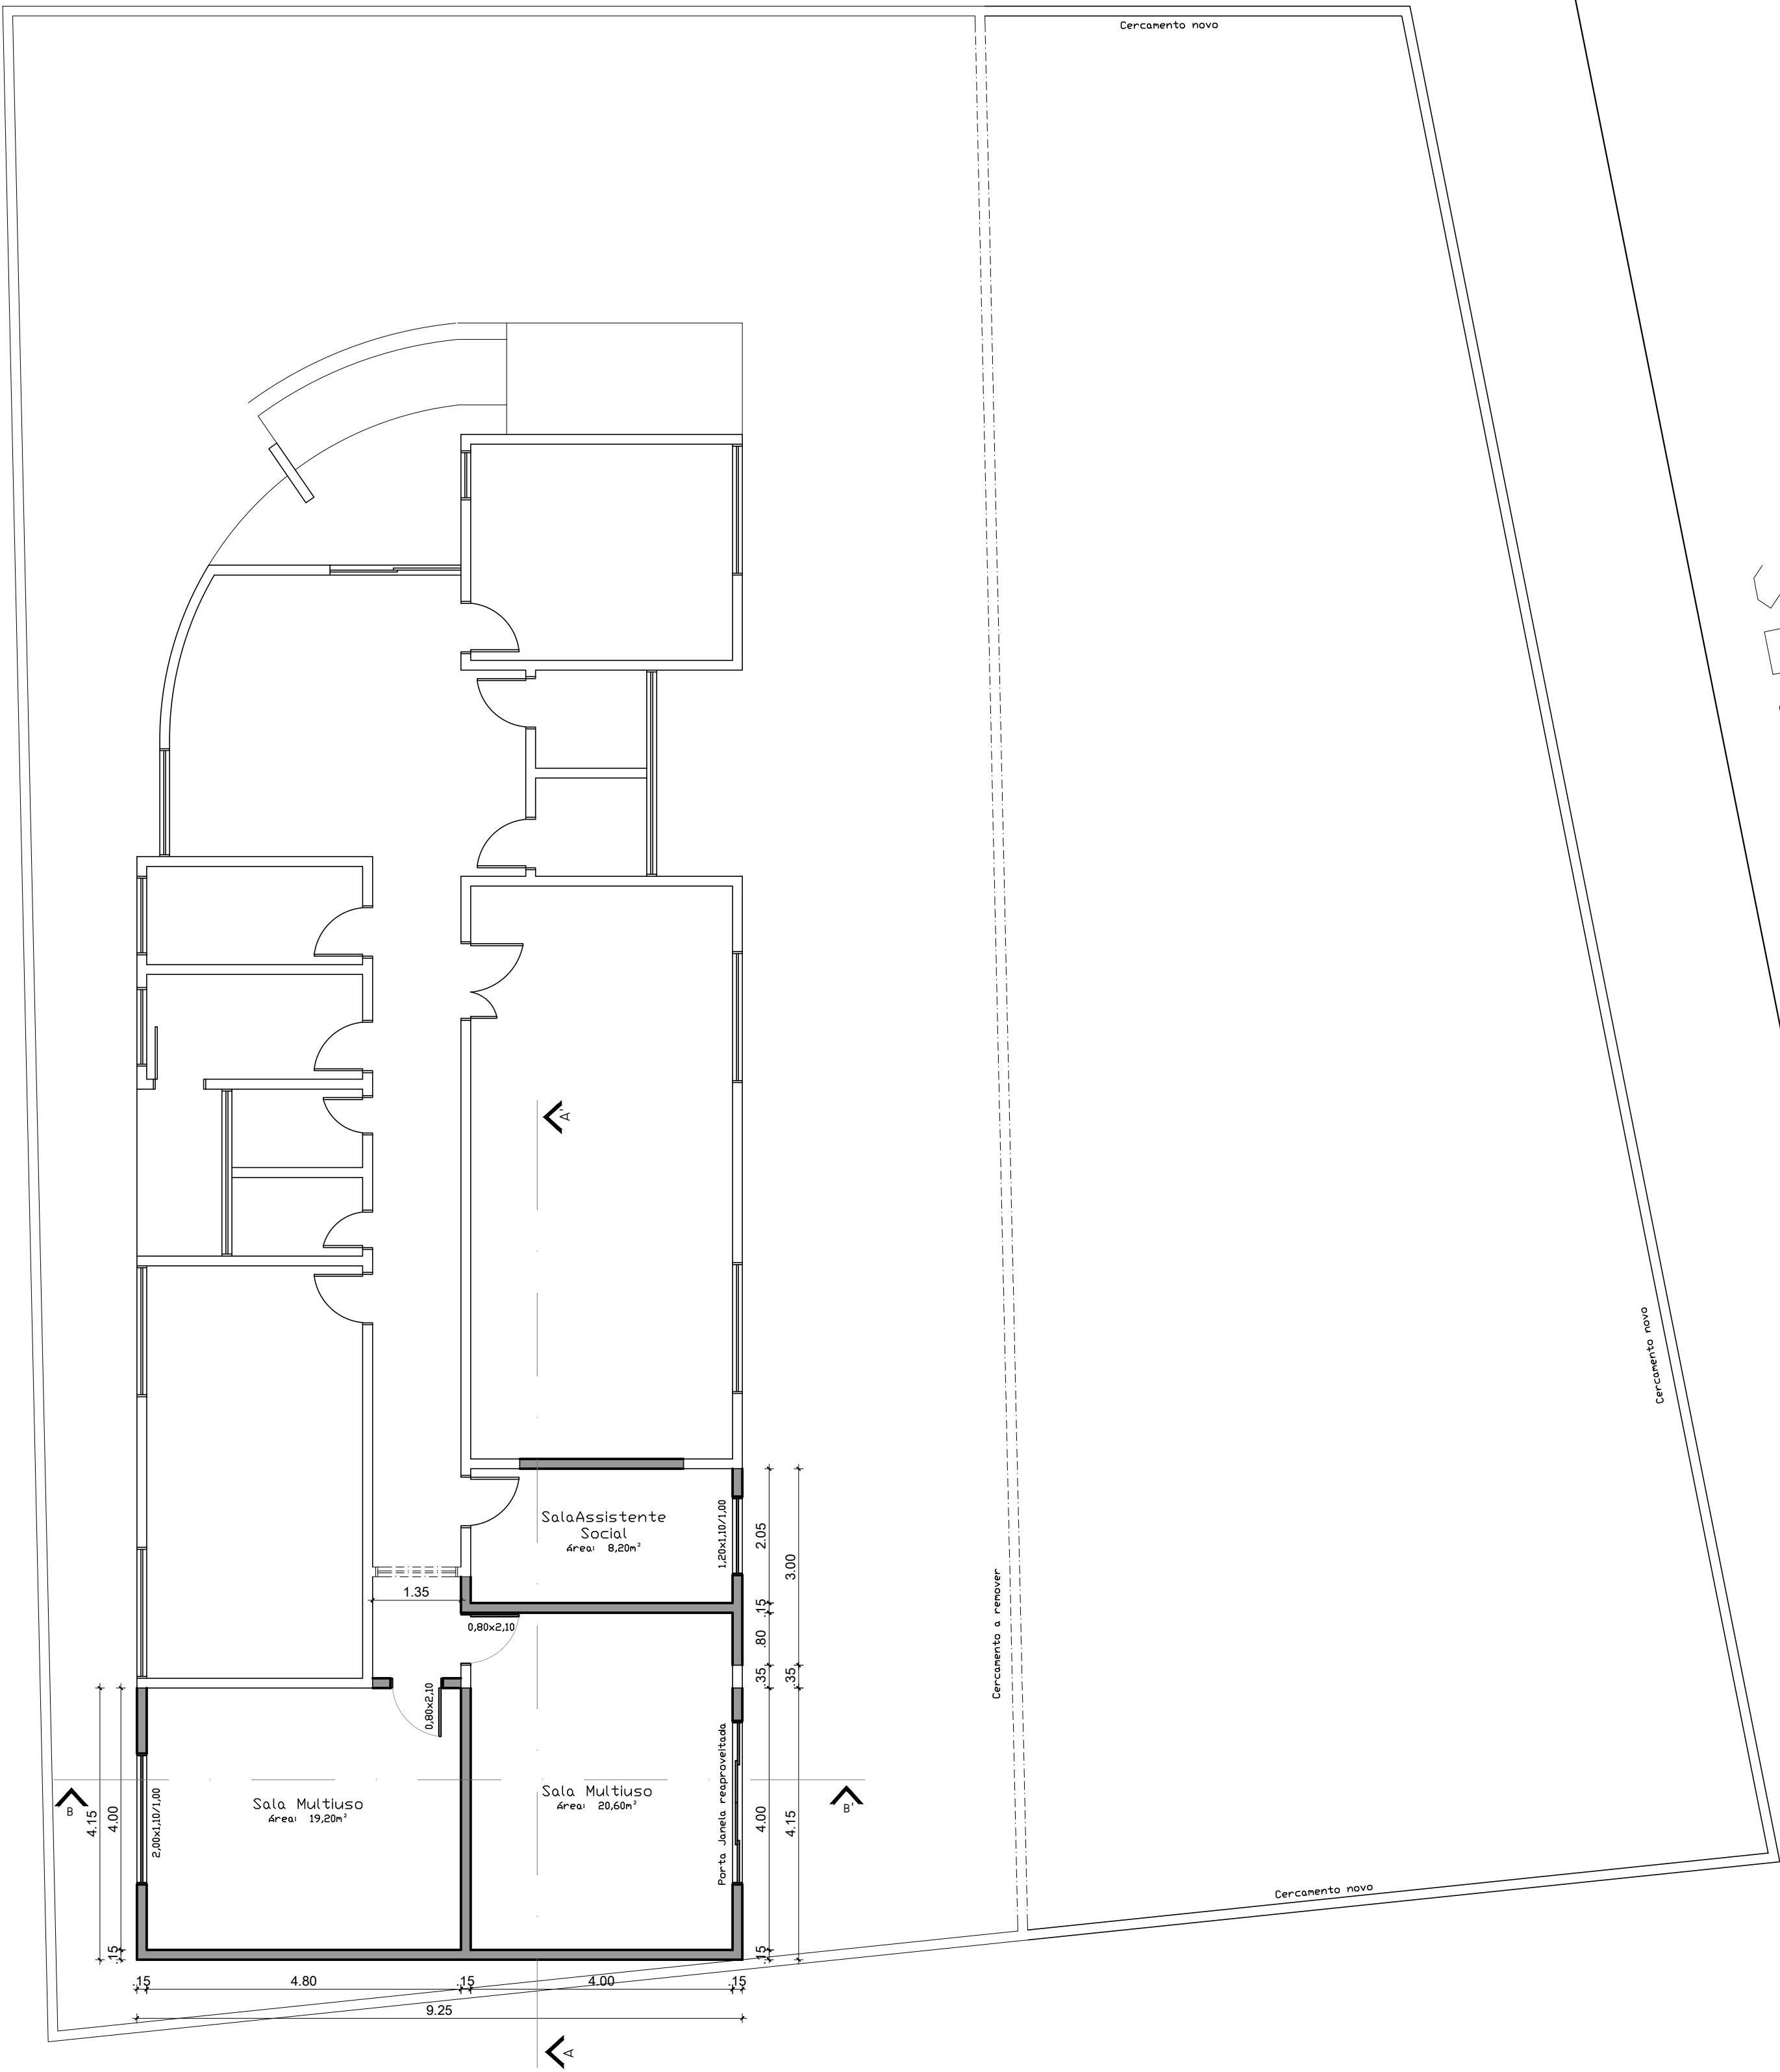 Cercamento novo
A'
Cercamento novo
SalaAssistente
Social
Área: 8,20m²
1,20x1,10/1,00
2.05
3.00
1.35
.15
0,80x2,10
.80
Cercamento a remover
.35
.35
0,80x2,10
Porta Janela reaproveitada
B
4.15
4.00
2,00x1,10/1,00
Sala Multiuso
Área: 19,20m²
Sala Multiuso
Área: 20,60m²
4.00
4.15
B'
Cercamento novo
.15
.15
.15
4.80
.15
4.00
.15
9.25
A